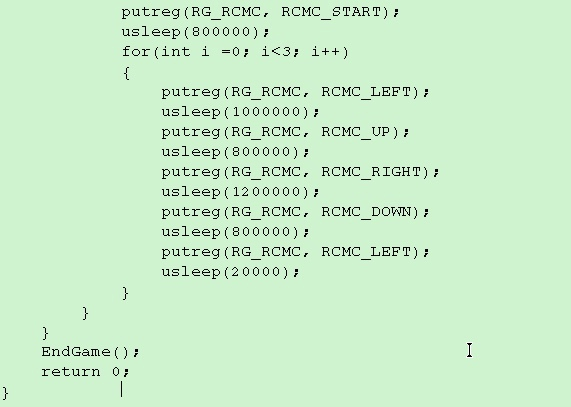 putreg(RG_RCMC, RCMC_START);
            usleep(800000);
            for(int i =0; i<3; i++)
            {
                putreg(RG_RCMC, RCMC_LEFT);
                usleep(1000000);
                putreg(RG_RCMC, RCMC_UP);
                usleep(800000);
                putreg(RG_RCMC, RCMC_RIGHT);
                usleep(1200000);
                putreg(RG_RCMC, RCMC_DOWN);
                usleep(800000);
                putreg(RG_RCMC, RCMC_LEFT);
                usleep(20000);
            }
        }
    }
    EndGame();
    return 0;
}